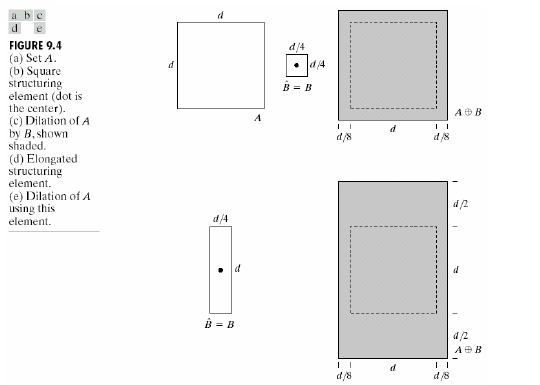 a b c
d e
FIGURE 9.4
(a) Set A.
(b) Square
structuring
element (dot is
the center).
(c) Dilation of A
by B, shown
shaded.
(d) Elongated
structuring
element.
(e) Dilation of A
using this
element.
d
d
A
d/4
d/4
B̂ = B
A ⊕ B
d
d/8
d/8
d/4
d
B̂ = B
d/2
d
d/2
A ⊕ B
d
d/8
d/8